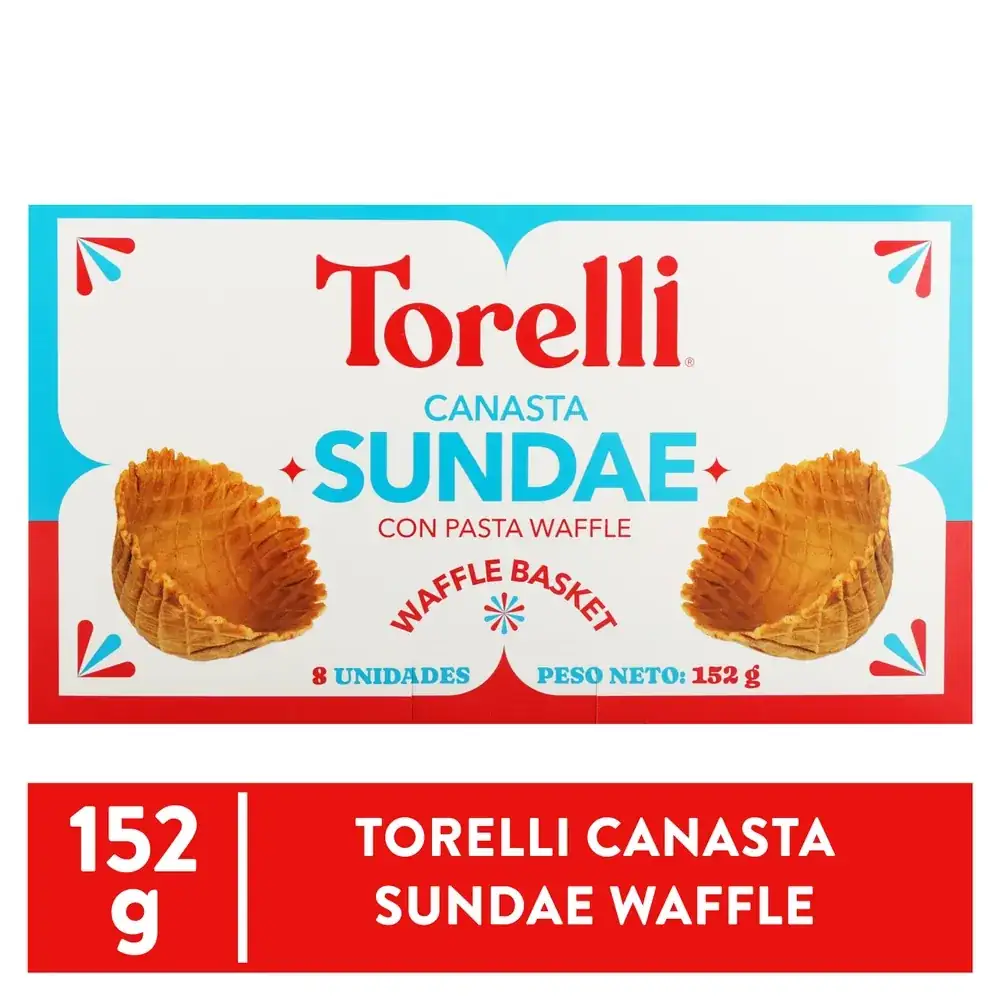 Torelli®
CANASTA
SUNDAE
CON PASTA WAFFLE
WAFFLE BASKET
8 UNIDADES
PESO NETO: 152 g
152 g
TORELLI CANASTA
SUNDAE WAFFLE